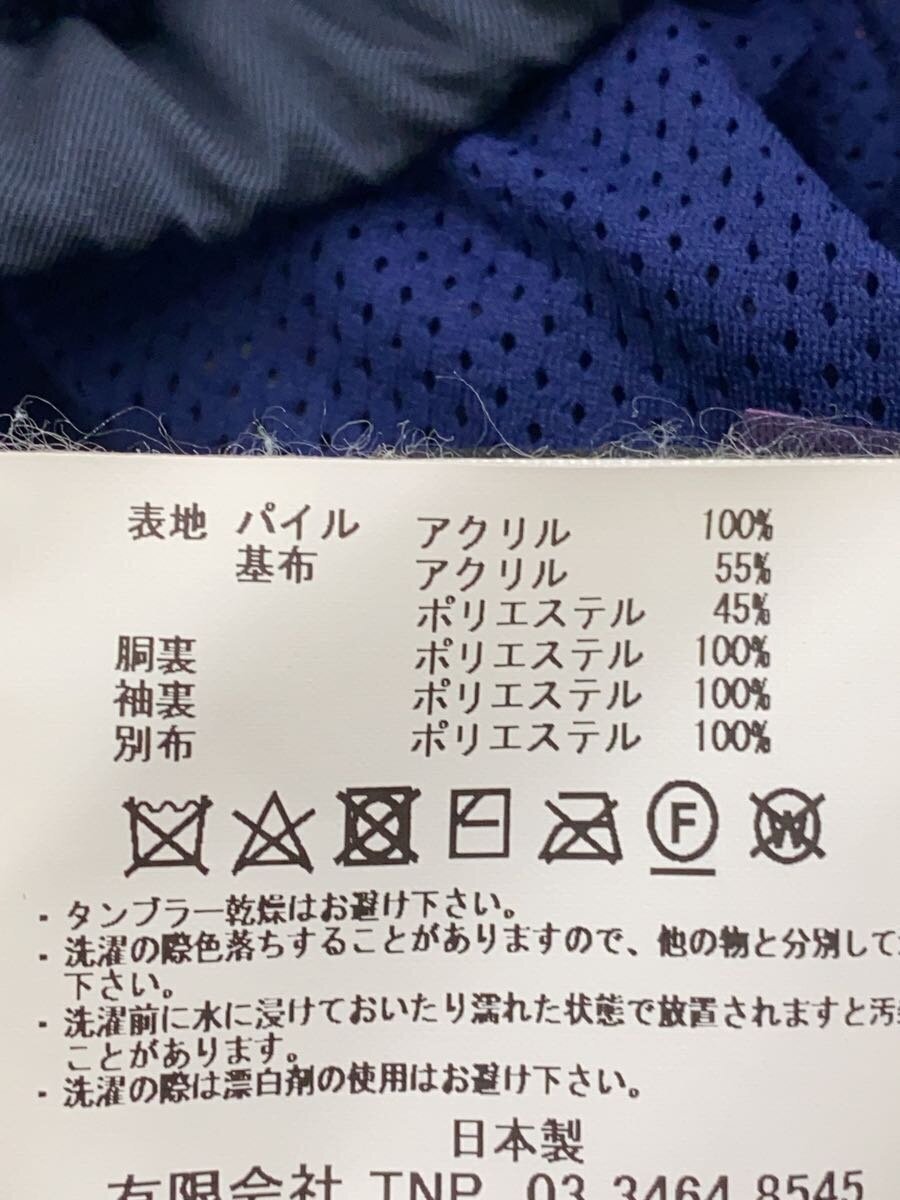 表地 パイル アクリル 100%
基布 アクリル 55%
ポリエステル 45%
胴裏 ポリエステル 100%
袖裏 ポリエステル 100%
別布 ポリエステル 100%
F W
・タンブラー乾燥はお避け下さい。
・洗濯の際色落ちすることがありますので、他の物と分別して
下さい。
・洗濯前に水に浸けておいたり濡れた状態で放置されますと汚
ことがあります。
・洗濯の際は漂白剤の使用はお避け下さい。
日本製
有限会社 TNP 03 3464 8545